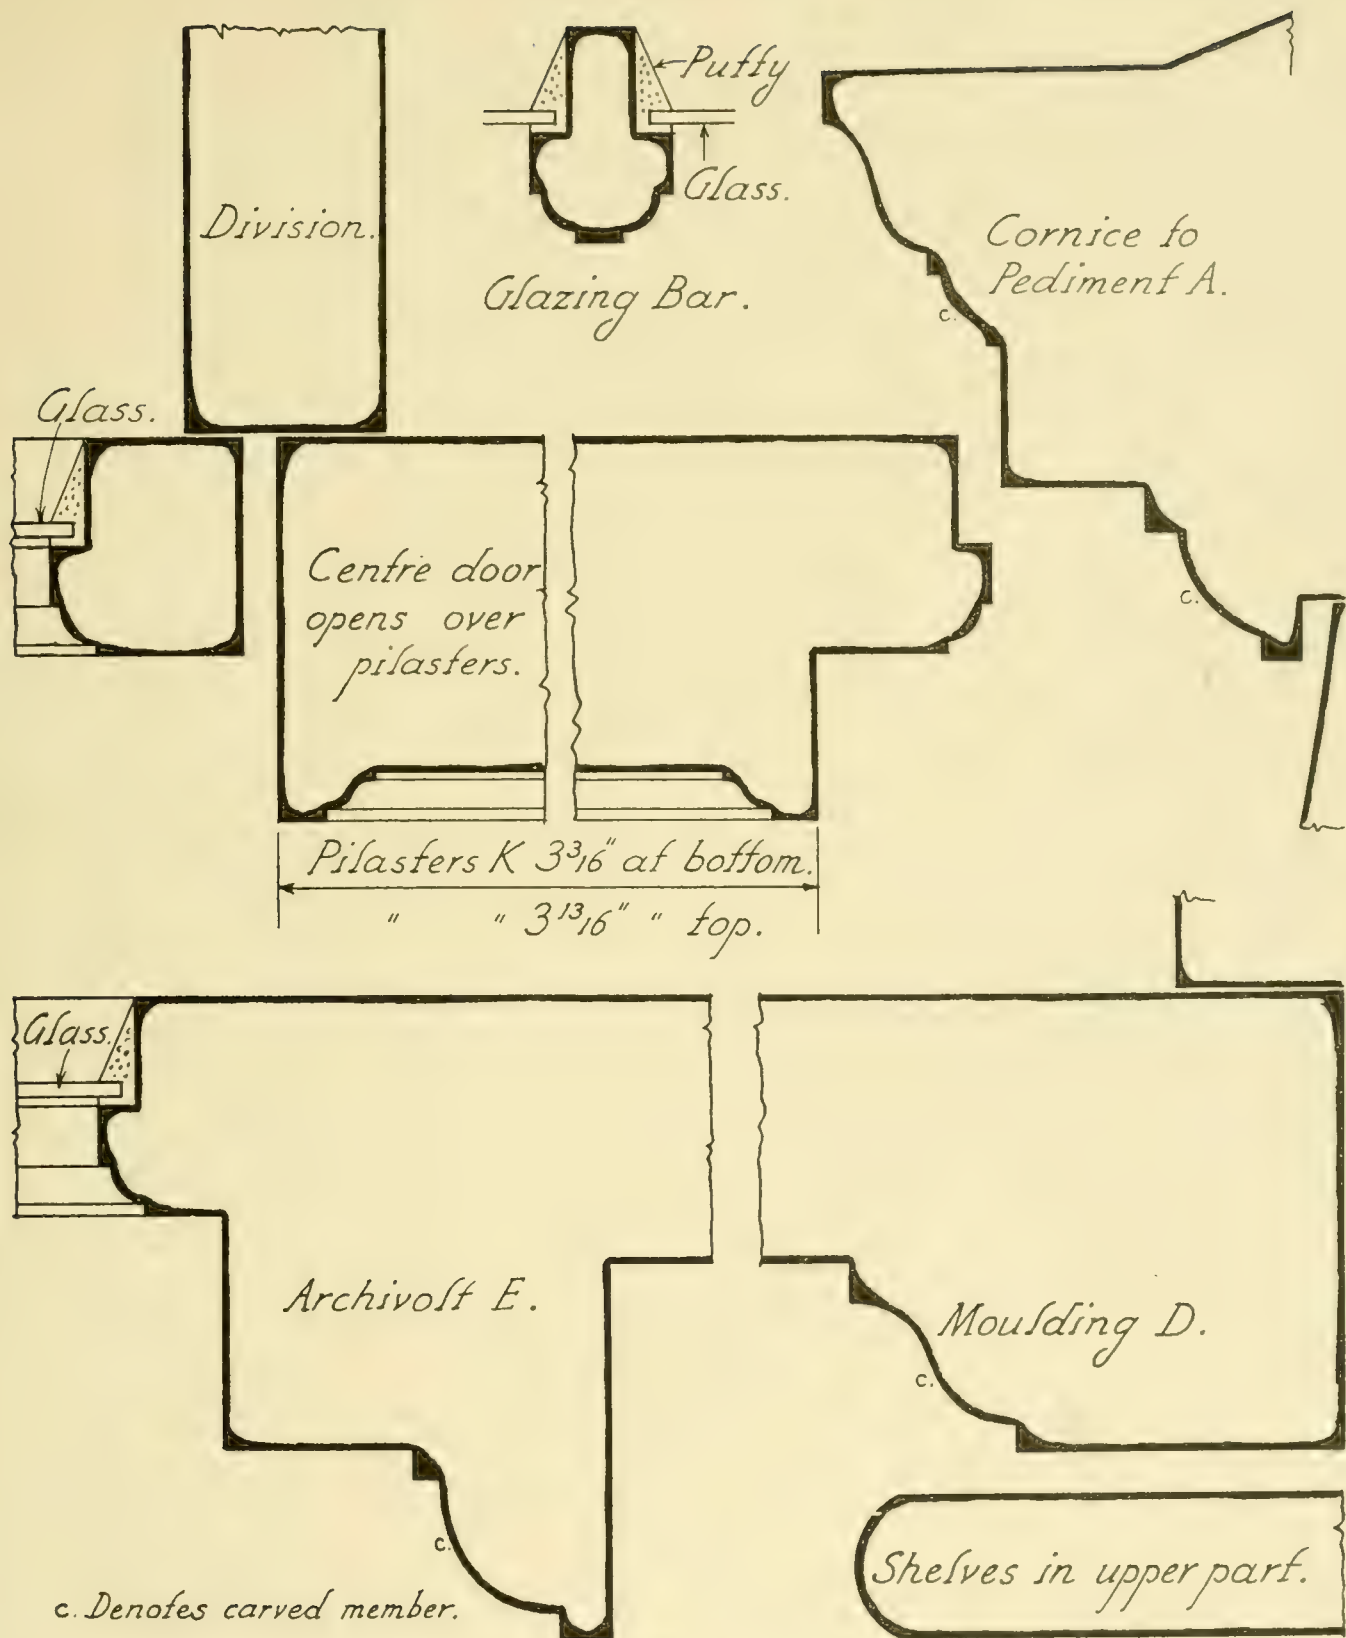 Putty
Glass.
Division.
Glazing Bar.
Cornice to
Pediment A.
c.
Glass.
Centre door
opens over
pilasters.
c.
Pilasters K 3 3/16" at bottom.
" " 3 13/16" " top.
Glass.
Archivolt E.
Moulding D.
c.
c.
Shelves in upper part.
c. Denotes carved member.